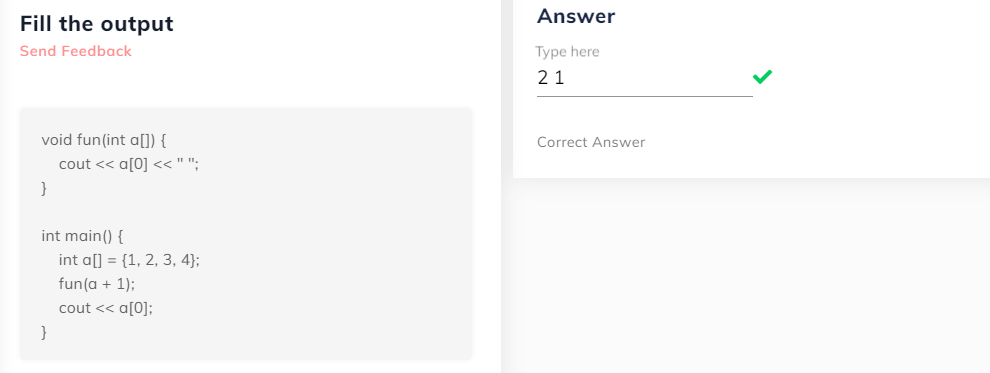 Fill the output
Send Feedback
void fun(int a[]) {
cout << a[0] << " ";
}
int main() {
int a[] = {1, 2, 3, 4};
fun(a + 1);
cout << a[0];
}
Answer
Type here
2 1
Correct Answer